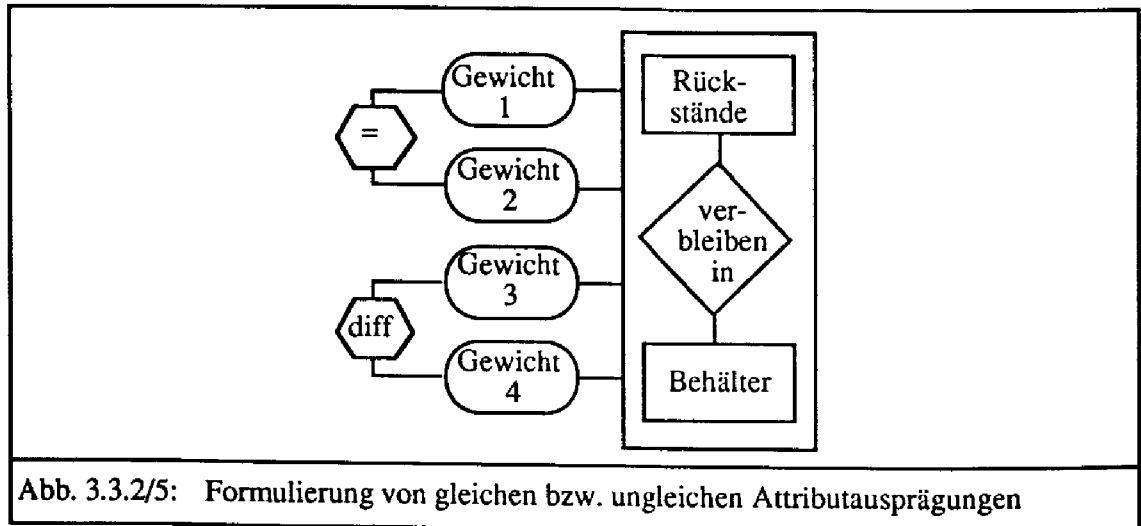 Gewicht
1
=
Gewicht
2
Gewicht
3
diff
Gewicht
4
Rück-
stände
ver-
bleiben
in
Behälter
Abb. 3.3.2/5: Formulierung von gleichen bzw. ungleichen Attributausprägungen